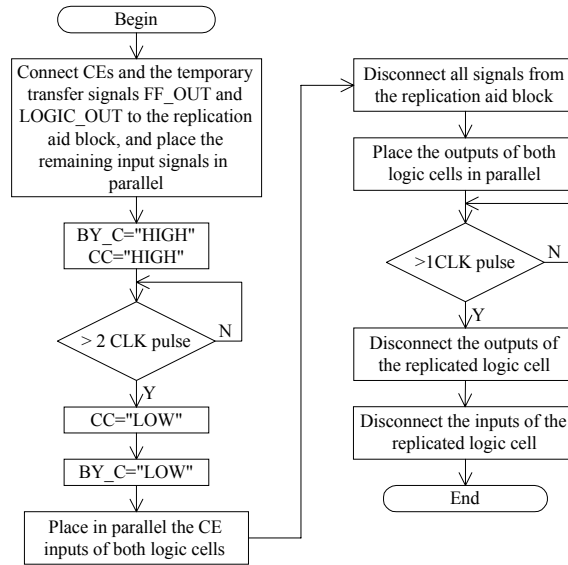 Begin
Connect CEs and the temporary
transfer signals FF_OUT and
LOGIC_OUT to the replication
aid block, and place the
remaining input signals in
parallel
BY_C="HIGH"
CC="HIGH"
> 2 CLK pulse
N
Y
CC="LOW"
BY_C="LOW"
Place in parallel the CE
inputs of both logic cells
Disconnect all signals from
the replication aid block
Place the outputs of both
logic cells in parallel
>1CLK pulse
N
Y
Disconnect the outputs of
the replicated logic cell
Disconnect the inputs of the
replicated logic cell
End